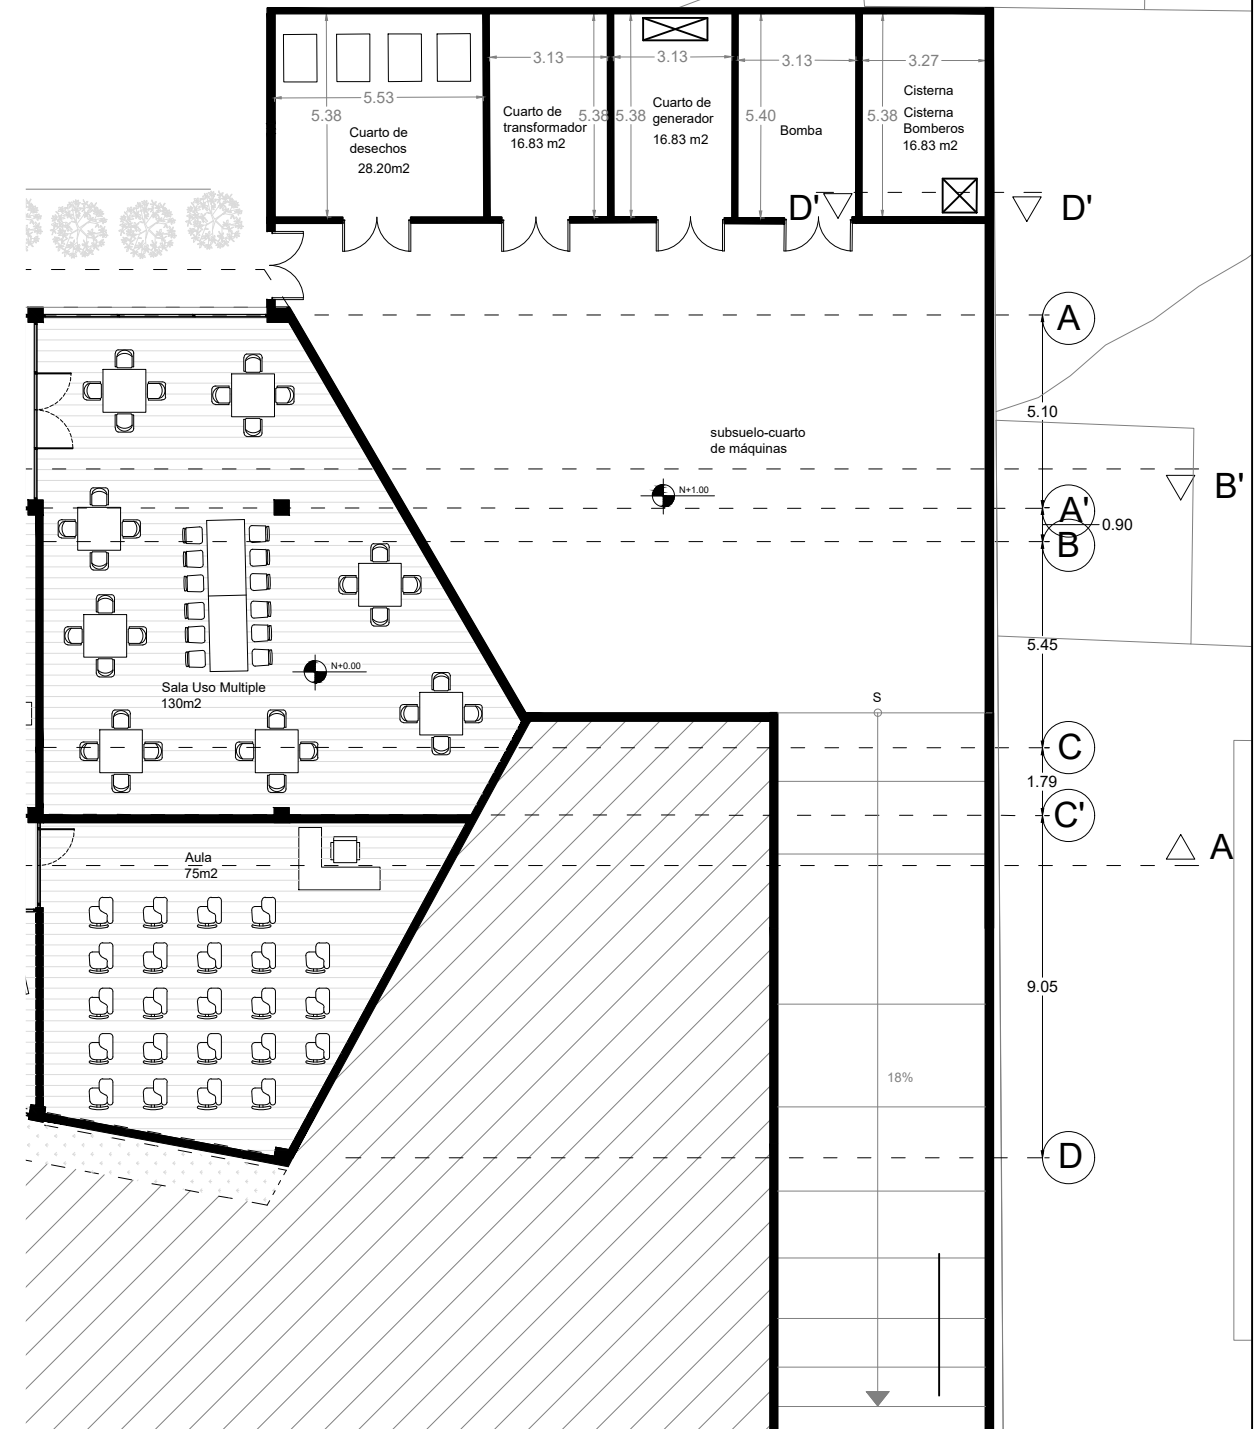 5.38
5.53
Cuarto de
desechos
28.20m2
3.13
5.38
Cuarto de
transformador
16.83 m2
3.13
5.38
Cuarto de
generador
16.83 m2
3.13
5.40
Bomba
3.27
5.38
Cisterna
Cisterna
Bomberos
16.83 m2
D'
D'
A
5.10
subsuelo-cuarto
de máquinas
N+1.00
B'
A'
0.90
B
5.45
N+0.00
Sala Uso Multiple
130m2
S
C
1.79
C'
A
Aula
75m2
9.05
18%
D